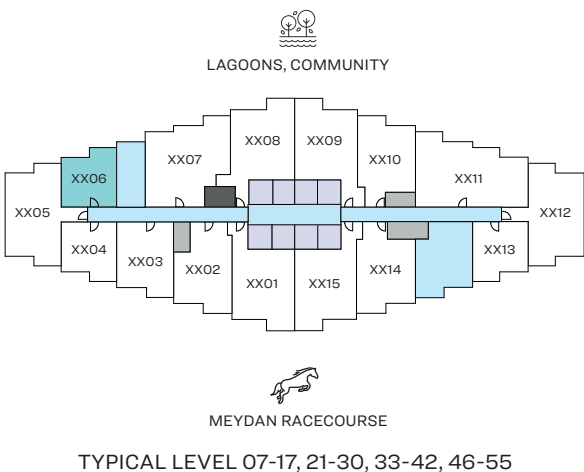 LAGOONS, COMMUNITY
XX08 XX09
XX07 XX10
XX06 XX11
XX05 XX12
XX04 XX13
XX03 XX14
XX02
XX01 XX15
MEYDAN RACECOURSE
TYPICAL LEVEL 07-17, 21-30, 33-42, 46-55